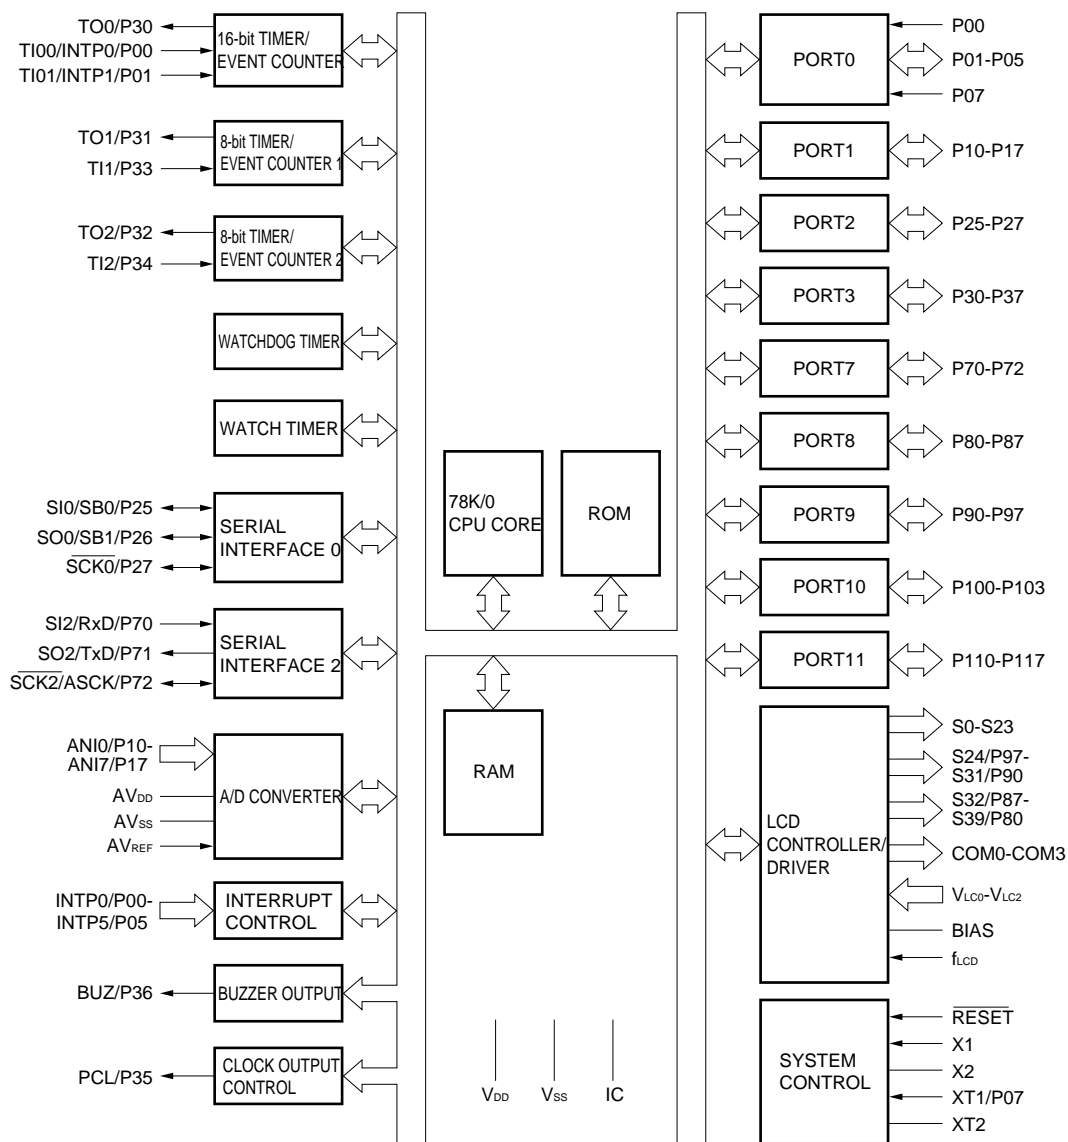 TO0/P30
TI00/INTP0/P00
TI01/INTP1/P01
16-bit TIMER/
EVENT COUNTER
TO1/P31
TI1/P33
8-bit TIMER/
EVENT COUNTER 1
TO2/P32
TI2/P34
8-bit TIMER/
EVENT COUNTER 2
WATCHDOG TIMER
WATCH TIMER
SI0/SB0/P25
SO0/SB1/P26
SCK0/P27
SERIAL
INTERFACE 0
SI2/RxD/P70
SO2/TxD/P71
SCK2/ASCK/P72
SERIAL
INTERFACE 2
ANI0/P10-
ANI7/P17
AVDD
AVSS
AVREF
A/D CONVERTER
INTP0/P00-
INTP5/P05
INTERRUPT
CONTROL
BUZ/P36
BUZZER OUTPUT
PCL/P35
CLOCK OUTPUT
CONTROL
78K/0
CPU CORE
ROM
RAM
VDD
VSS
IC
PORT0
P00
P01-P05
P07
PORT1
P10-P17
PORT2
P25-P27
PORT3
P30-P37
PORT7
P70-P72
PORT8
P80-P87
PORT9
P90-P97
PORT10
P100-P103
PORT11
P110-P117
LCD
CONTROLLER/
DRIVER
S0-S23
S24/P97-
S31/P90
S32/P87-
S39/P80
COM0-COM3
VLC0-VLC2
BIAS
fLCD
SYSTEM
CONTROL
RESET
X1
X2
XT1/P07
XT2